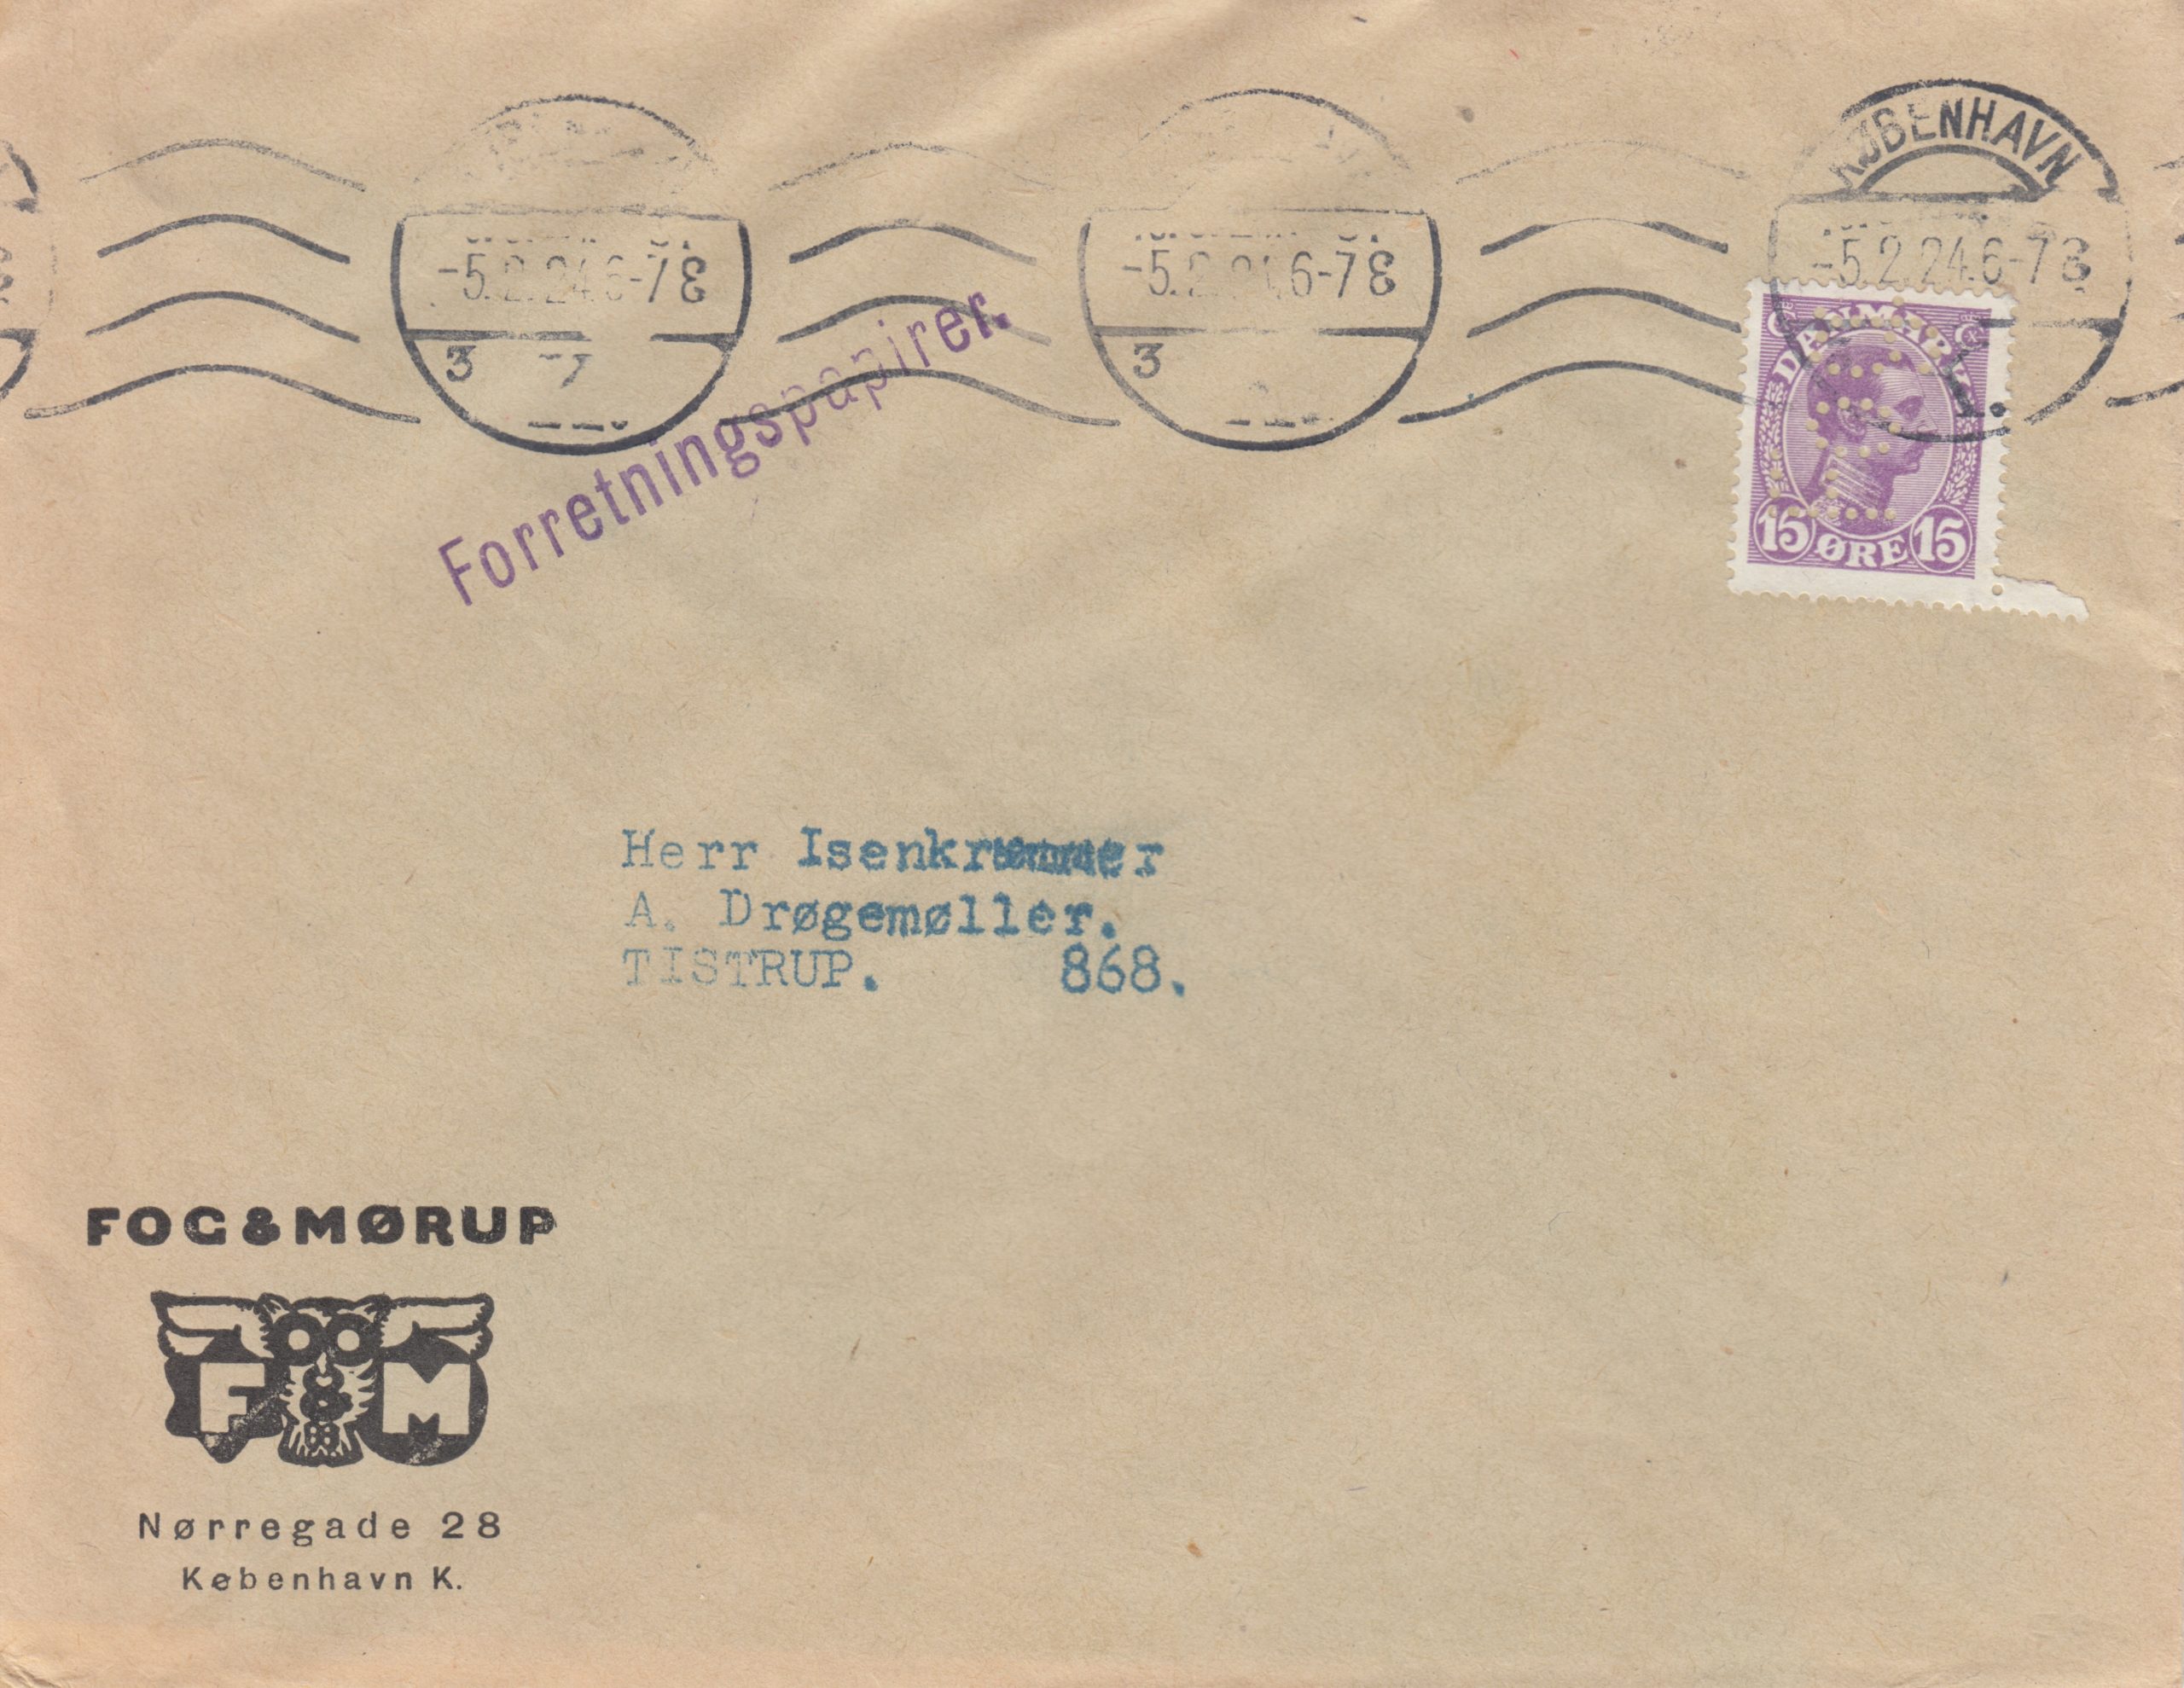 KØBENHAVN
-5.2.24.6-7 E
-5.2.24.6-7 E
-5.2.24.6-7 E
3
3
Forretningspapirer.
DANMARK
15 ØRE 15
Herr Isenkræmmer
A. Drøgemøller.
TISTRUP. 868.
FOG & MØRUP
F & M
Nørregade 28
København K.